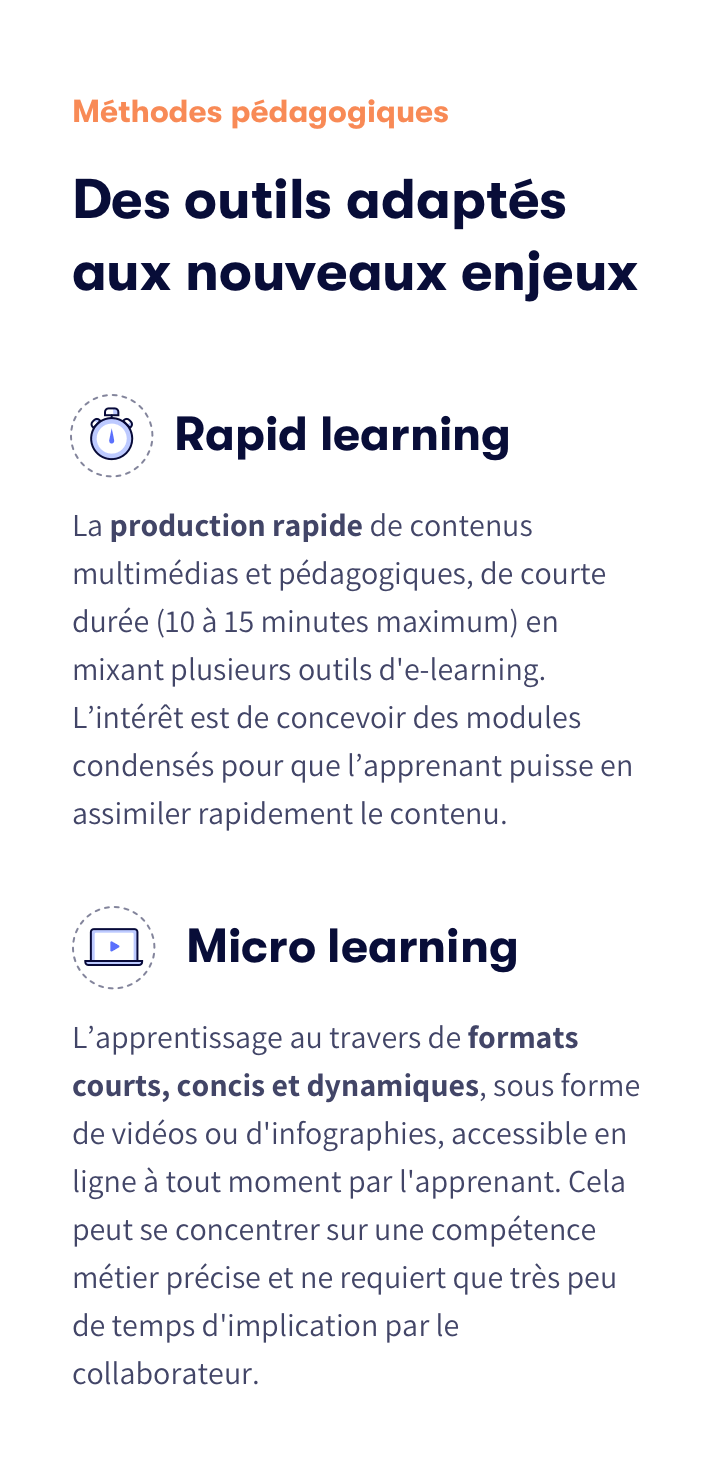 Méthodes pédagogiques
Des outils adaptés
aux nouveaux enjeux
Rapid learning
La production rapide de contenus
multimédias et pédagogiques, de courte
durée (10 à 15 minutes maximum) en
mixant plusieurs outils d'e-learning.
L’intérêt est de concevoir des modules
condensés pour que l’apprenant puisse en
assimiler rapidement le contenu.
Micro learning
L’apprentissage au travers de formats
courts, concis et dynamiques, sous forme
de vidéos ou d'infographies, accessible en
ligne à tout moment par l'apprenant. Cela
peut se concentrer sur une compétence
métier précise et ne requiert que très peu
de temps d'implication par le
collaborateur.